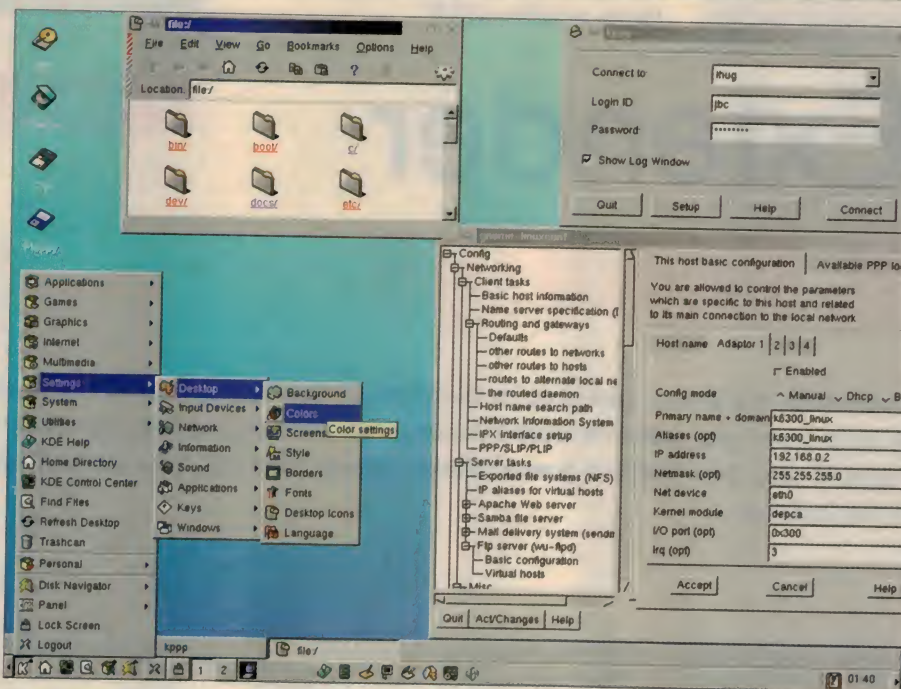 file:/
Edit View Go Bookmarks Options Help
?
Location: file:/
bin/
boot/
c/
dev/
docs/
etc/
Connect to:
ihug
Login ID
jbc
Password:
********
Show Log Window
Quit
Setup
Help
Connect
gnome-linuxconf
Config
Networking
Client tasks
Basic host information
Name server specification (
Routing and gateways
Defaults
other routes to networks
other routes to hosts
routes to alternate local ne
the routed daemon
Host name search path
Network Information System
IPX interface setup
PPP/SLIP/PLIP
Server tasks
Exported file systems (NFS)
IP aliases for virtual hosts
Apache Web server
Samba file server
Mail delivery system (sendm
Ftp server (wu-ftpd)
Basic configuration
Virtual hosts
Misc
Quit
Act/Changes
Help
This host basic configuration
Available PPP lo
You are allowed to control the parameters
which are specific to this host and related
to its main connection to the local network
Host name
Adaptor 1
2
3
4
Enabled
Config mode
Manual
Dhcp
B
Primary name + domain
k6300_linux
Aliases (opt)
k6300_linux
IP address
192.168.0.2
Netmask (opt)
255.255.255.0
Net device
eth0
Kernel module
depca
I/O port (opt)
0x300
Irq (opt)
3
Accept
Cancel
Help
Applications
Games
Graphics
Internet
Multimedia
Settings
System
Utilities
KDE Help
Home Directory
KDE Control Center
Find Files
Refresh Desktop
Trashcan
Personal
Disk Navigator
Panel
Lock Screen
Logout
Desktop
Input Devices
Network
Information
Sound
Applications
Keys
Windows
Background
Colors
Screens
Color settings
Style
Borders
Fonts
Desktop Icons
Language
kppp
file:/
1
2
01:40